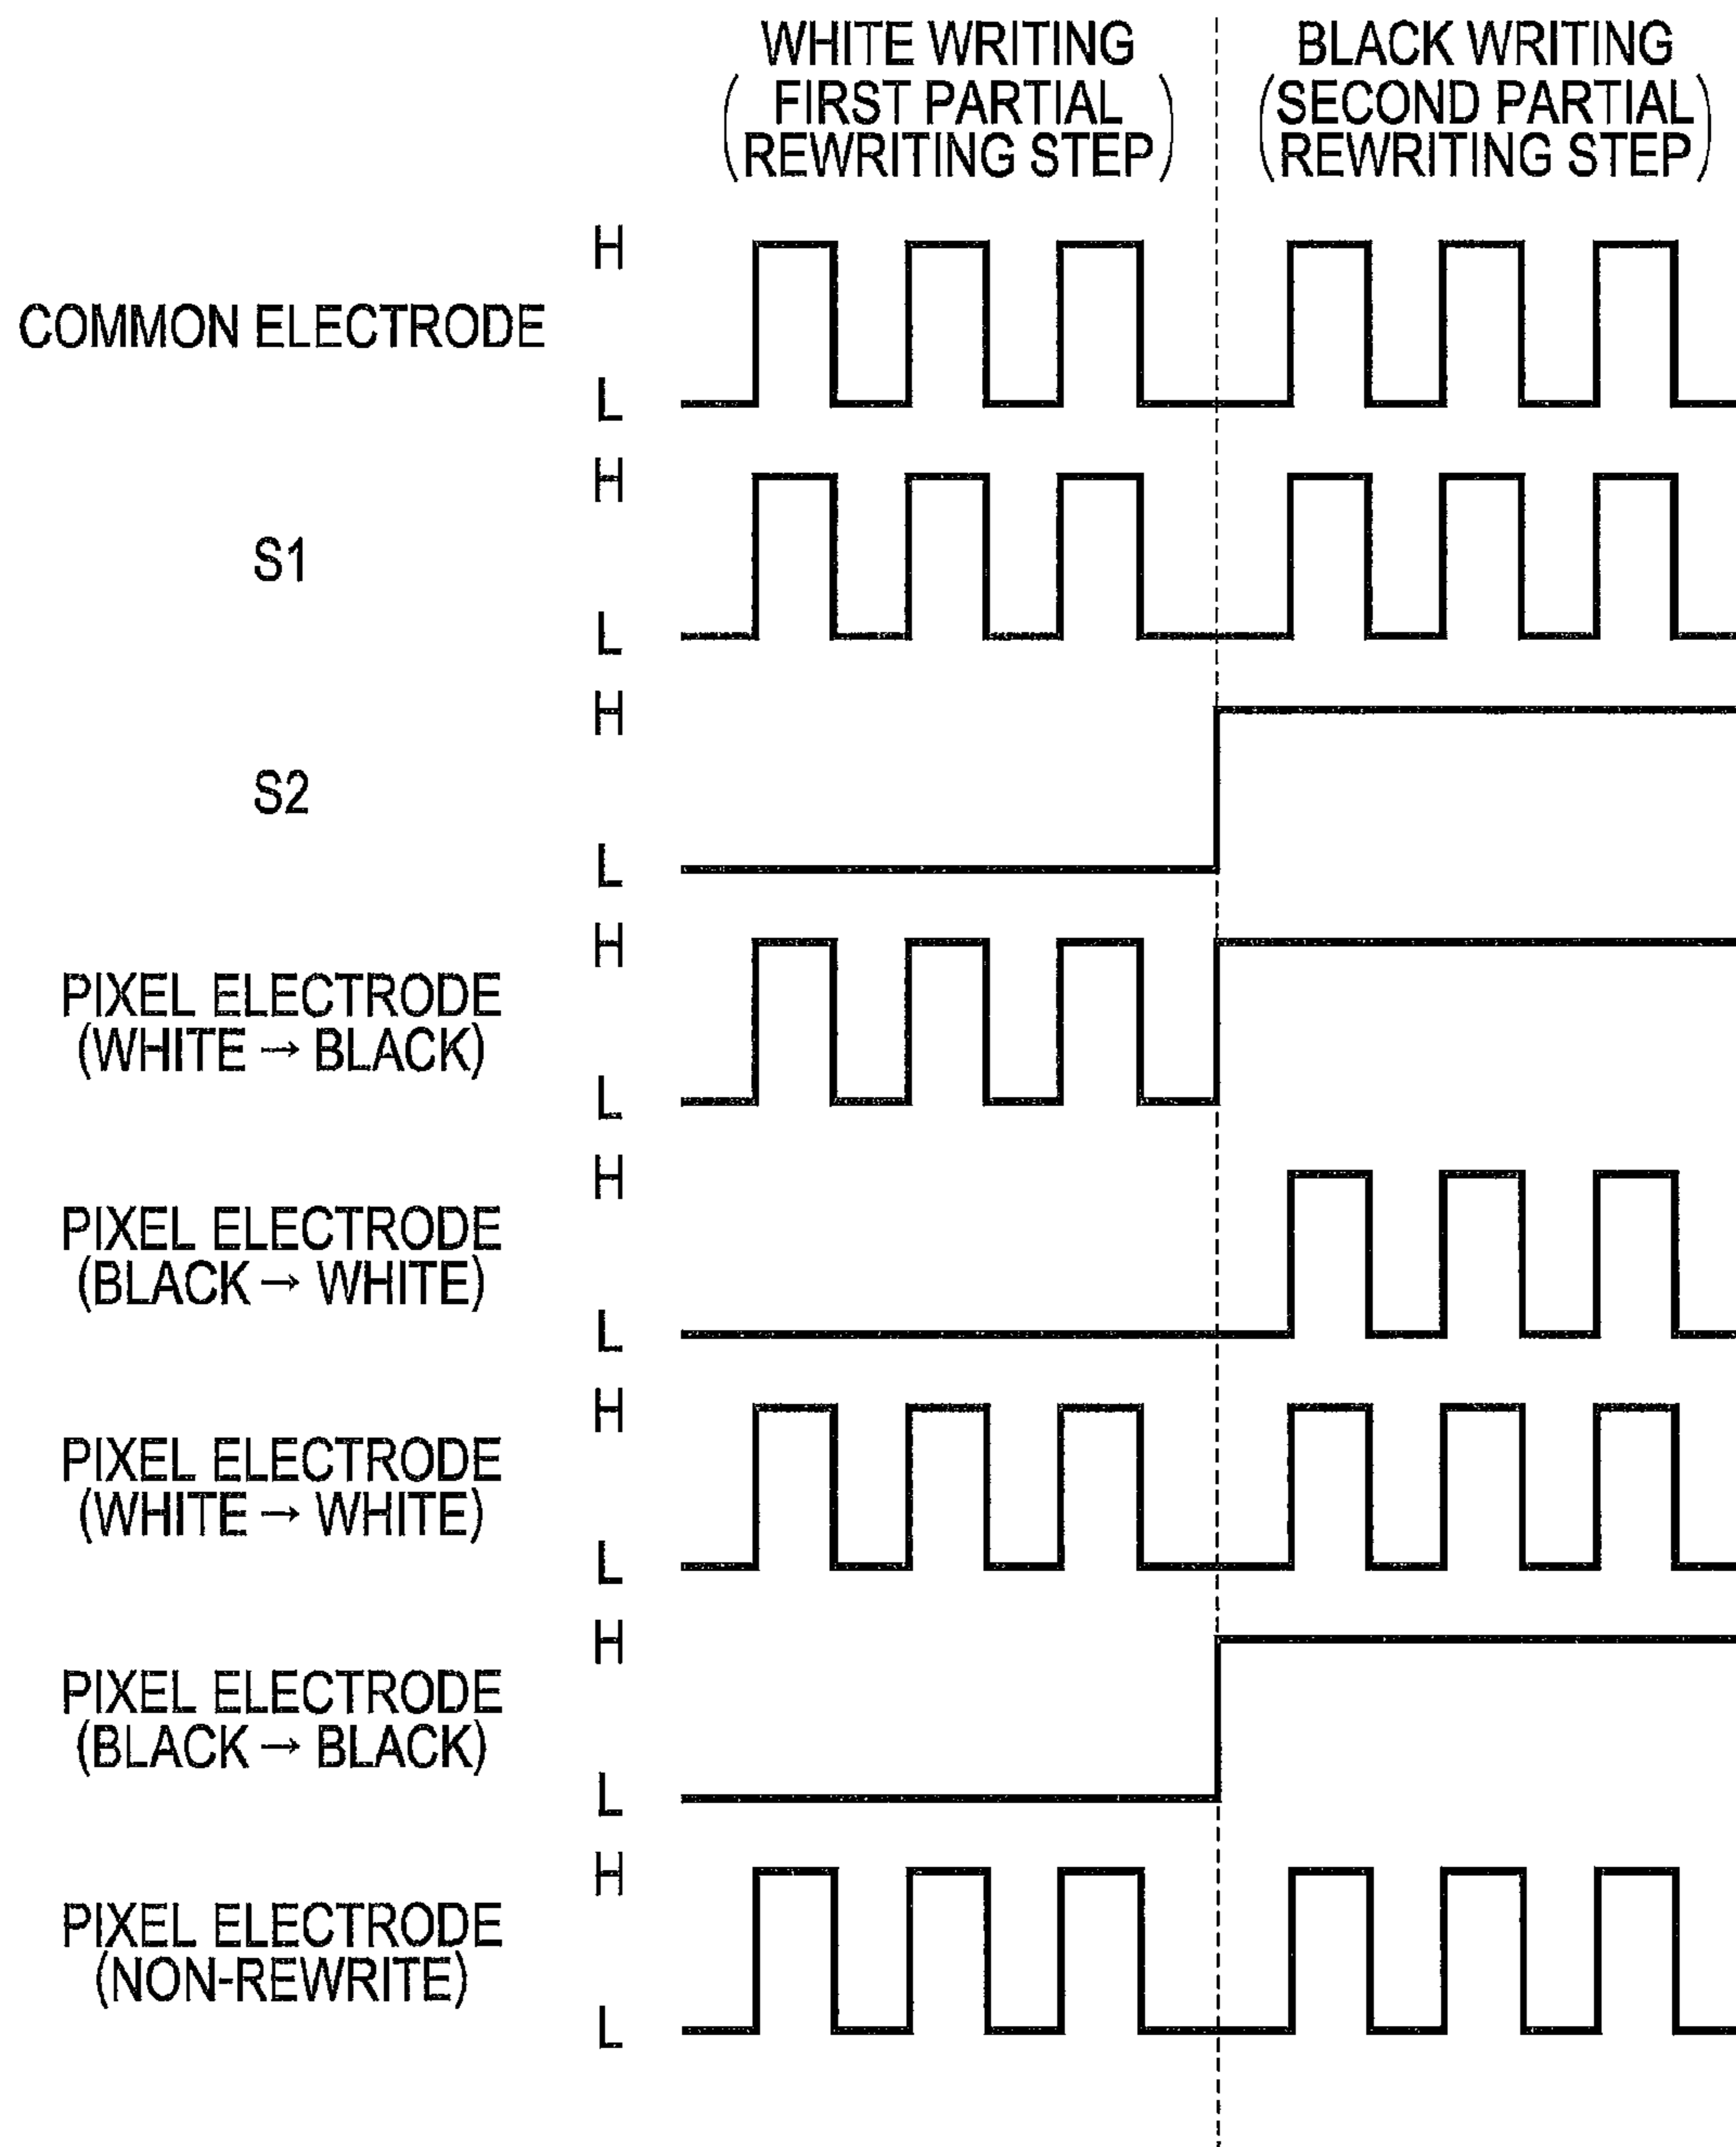 WHITE WRITING
(FIRST PARTIAL
REWRITING STEP)
BLACK WRITING
(SECOND PARTIAL
REWRITING STEP)
H
COMMON ELECTRODE
L
H
S1
L
H
S2
L
H
PIXEL ELECTRODE
(WHITE → BLACK)
L
H
PIXEL ELECTRODE
(BLACK → WHITE)
L
H
PIXEL ELECTRODE
(WHITE → WHITE)
L
H
PIXEL ELECTRODE
(BLACK → BLACK)
L
H
PIXEL ELECTRODE
(NON-REWRITE)
L